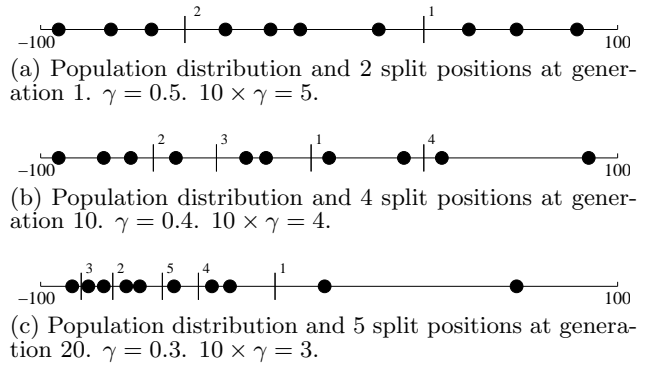 2 1
−100 100
(a) Population distribution and 2 split positions at gener-
ation 1. γ = 0.5. 10 × γ = 5.
2 3 1 4
−100 100
(b) Population distribution and 4 split positions at gener-
ation 10. γ = 0.4. 10 × γ = 4.
3 2 5 4 1
−100 100
(c) Population distribution and 5 split positions at genera-
tion 20. γ = 0.3. 10 × γ = 3.